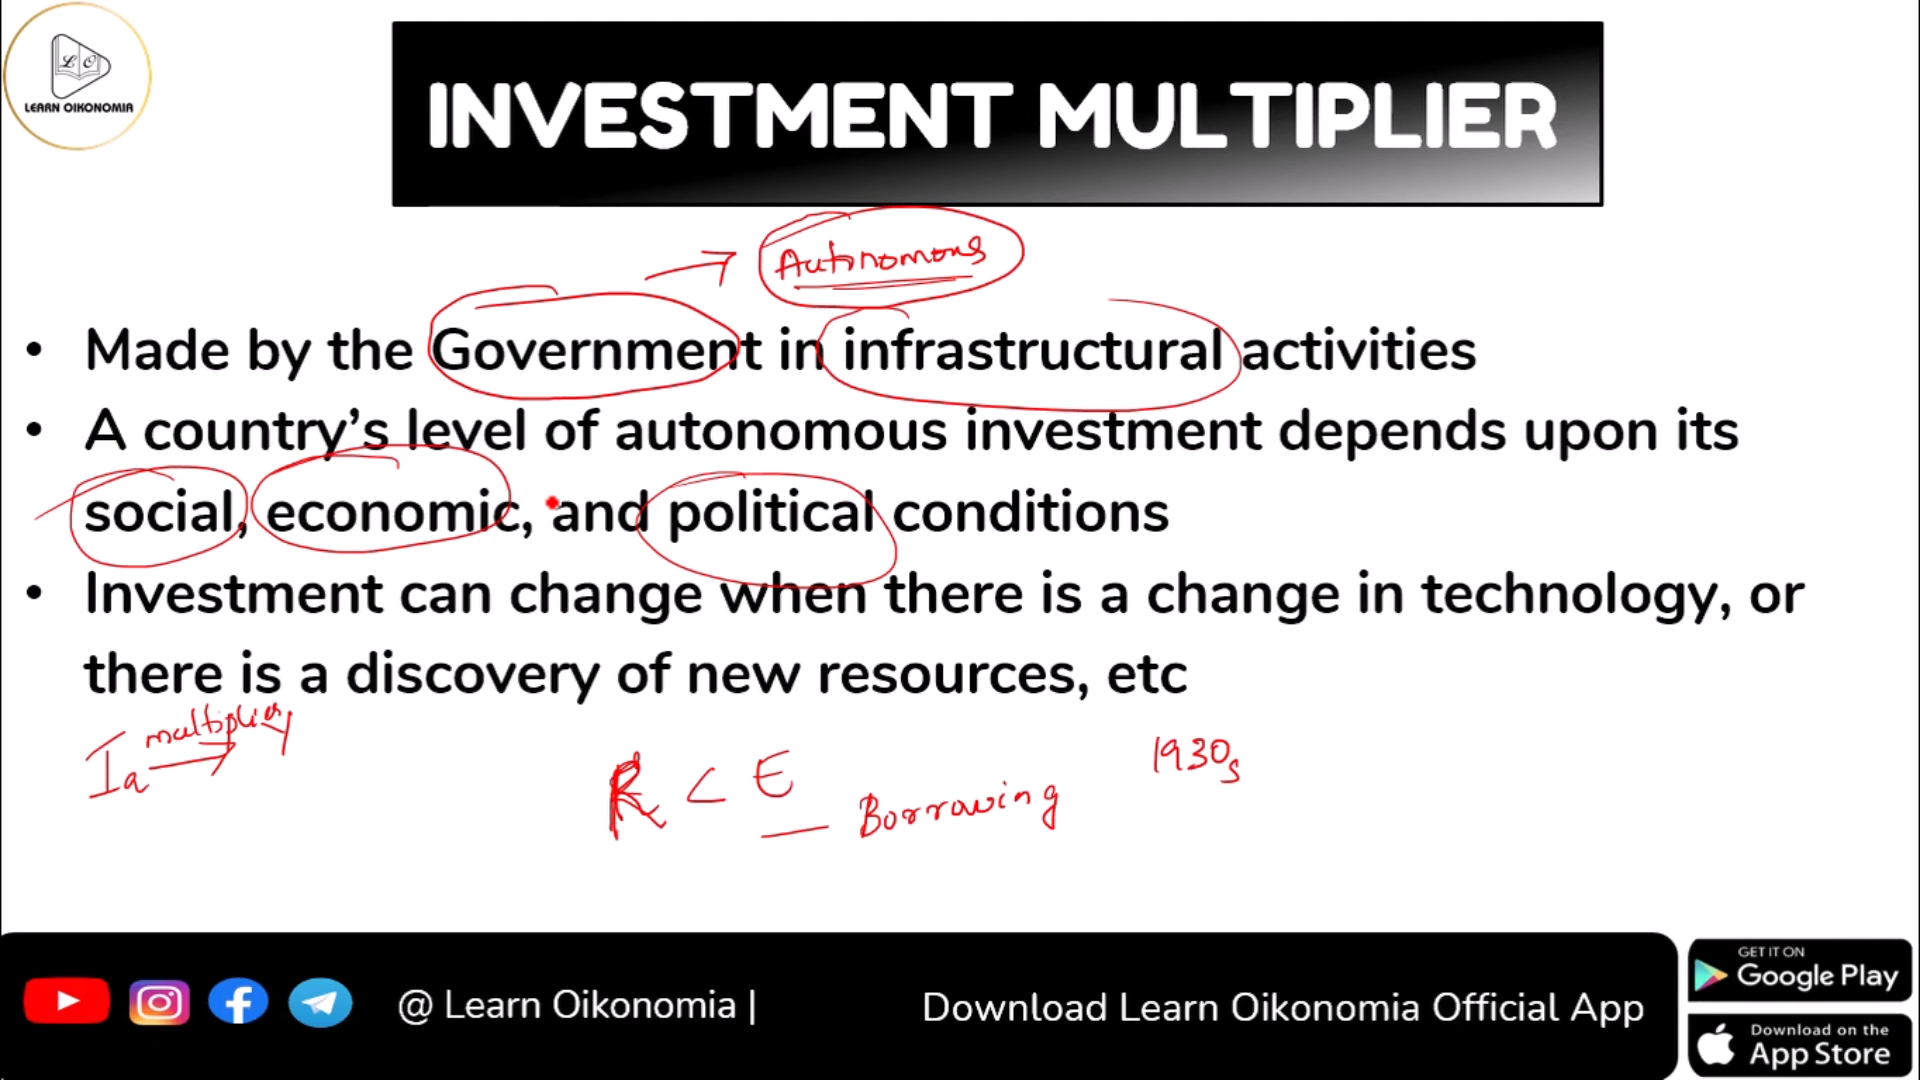 L O
LEARN OIKONOMIA
INVESTMENT MULTIPLIER
Autonomous
• Made by the Government in infrastructural activities
• A country's level of autonomous investment depends upon its
social, economic, and political conditions
• Investment can change when there is a change in technology, or
there is a discovery of new resources, etc
multiplier
Ia
R < E
Borrowing
1930s
@ Learn Oikonomia |
Download Learn Oikonomia Official App
GET IT ON
Google Play
Download on the
App Store